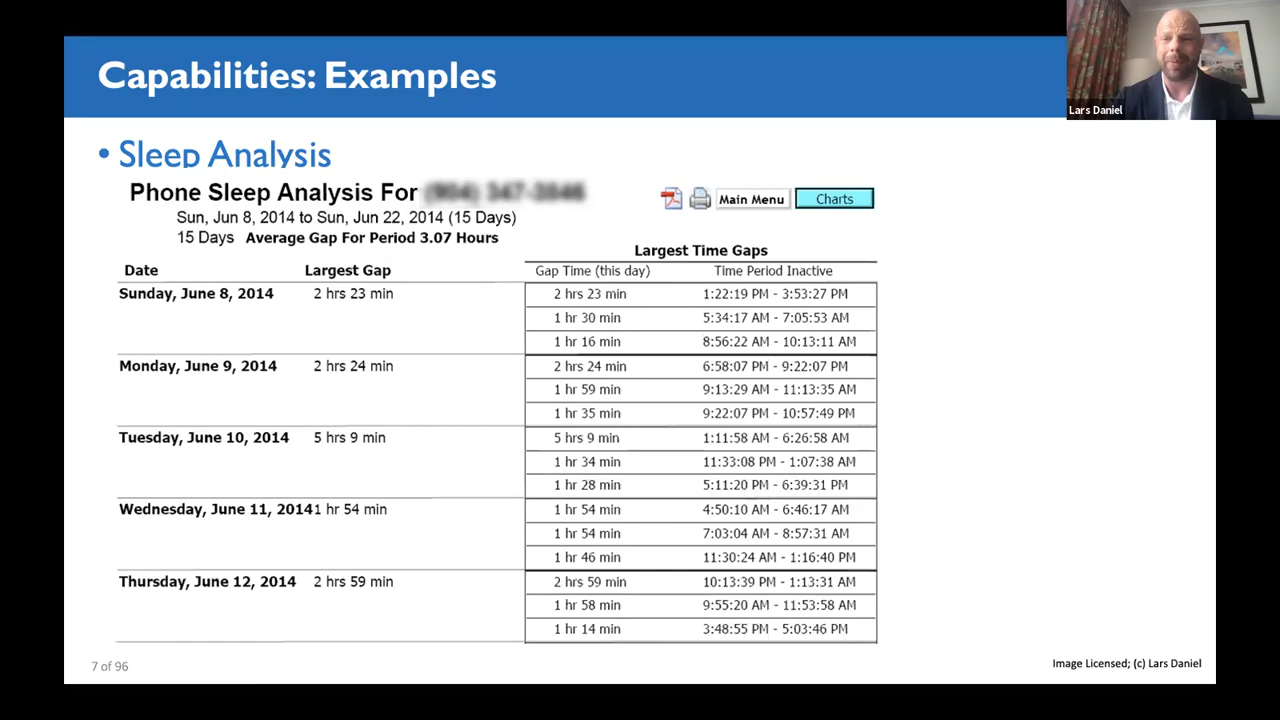 Capabilities: Examples
Lars Daniel
• Sleep Analysis
Phone Sleep Analysis For
Main Menu Charts
Sun, Jun 8, 2014 to Sun, Jun 22, 2014 (15 Days)
15 Days Average Gap For Period 3.07 Hours
Largest Time Gaps
Date Largest Gap Gap Time (this day) Time Period Inactive
Sunday, June 8, 2014 2 hrs 23 min 2 hrs 23 min 1:22:19 PM - 3:53:27 PM
1 hr 30 min 5:34:17 AM - 7:05:53 AM
1 hr 16 min 8:56:22 AM - 10:13:11 AM
Monday, June 9, 2014 2 hrs 24 min 2 hrs 24 min 6:58:07 PM - 9:22:07 PM
1 hr 59 min 9:13:29 AM - 11:13:35 AM
1 hr 35 min 9:22:07 PM - 10:57:49 PM
Tuesday, June 10, 2014 5 hrs 9 min 5 hrs 9 min 1:11:58 AM - 6:26:58 AM
1 hr 34 min 11:33:08 PM - 1:07:38 AM
1 hr 28 min 5:11:20 PM - 6:39:31 PM
Wednesday, June 11, 2014 1 hr 54 min 1 hr 54 min 4:50:10 AM - 6:46:17 AM
1 hr 54 min 7:03:04 AM - 8:57:31 AM
1 hr 46 min 11:30:24 AM - 1:16:40 PM
Thursday, June 12, 2014 2 hrs 59 min 2 hrs 59 min 10:13:39 PM - 1:13:31 AM
1 hr 58 min 9:55:20 AM - 11:53:58 AM
1 hr 14 min 3:48:55 PM - 5:03:46 PM
7 of 96
Image Licensed; (c) Lars Daniel